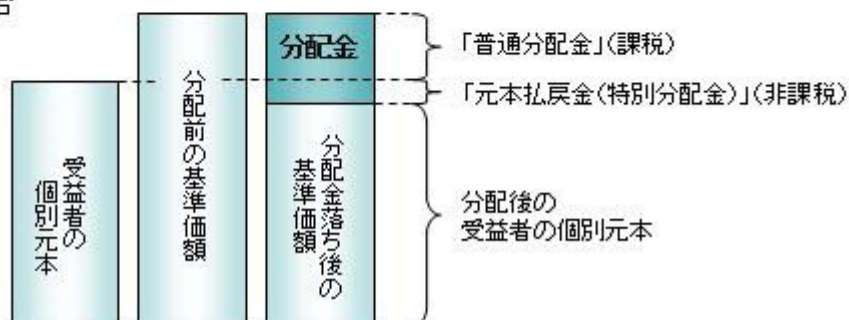 受益者の
個別元本
分配前の基準価額
分配金
分配金落ち後の
基準価額
「普通分配金」(課税)
「元本払戻金(特別分配金)」(非課税)
分配後の
受益者の個別元本